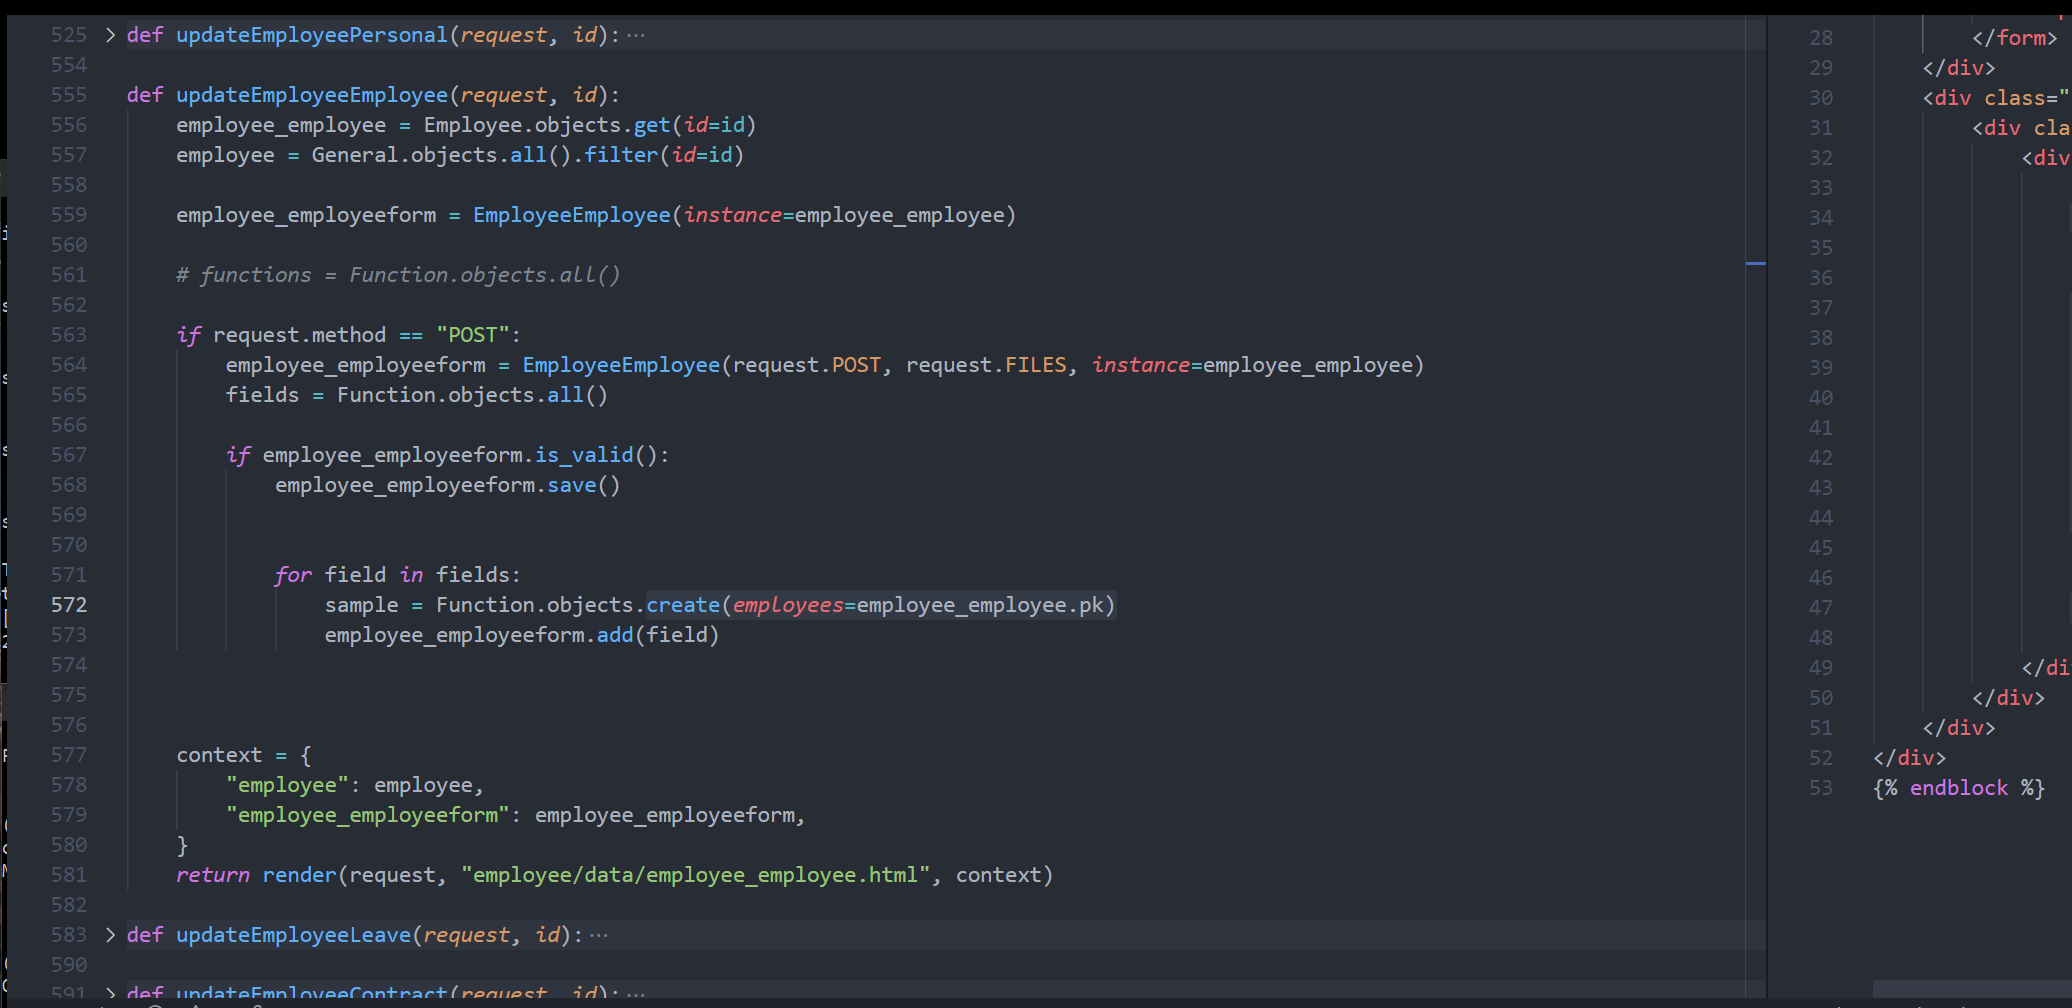 525 > def updateEmployeePersonal(request, id): ···
554
555 def updateEmployeeEmployee(request, id):
556 employee_employee = Employee.objects.get(id=id)
557 employee = General.objects.all().filter(id=id)
558
559 employee_employeeform = EmployeeEmployee(instance=employee_employee)
560
561 # functions = Function.objects.all()
562
563 if request.method == "POST":
564 employee_employeeform = EmployeeEmployee(request.POST, request.FILES, instance=employee_employee)
565 fields = Function.objects.all()
566
567 if employee_employeeform.is_valid():
568 employee_employeeform.save()
569
570
571 for field in fields:
572 sample = Function.objects.create(employees=employee_employee.pk)
573 employee_employeeform.add(field)
574
575
576
577 context = {
578 "employee": employee,
579 "employee_employeeform": employee_employeeform,
580 }
581 return render(request, "employee/data/employee_employee.html", context)
582
583 > def updateEmployeeLeave(request, id): ···
590
591 > def updateEmployeeContract(request, id): ···
28 </form>
29 </div>
30 <div class="
31 <div cla
32 <div
33
34
35
36
37
38
39
40
41
42
43
44
45
46
47
48
49 </di
50 </div>
51 </div>
52 </div>
53 {% endblock %}